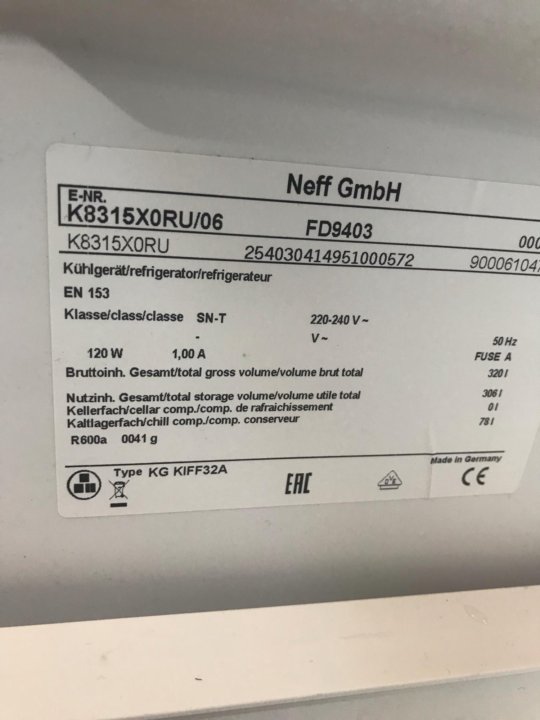 Neff GmbH
E-NR.
K8315X0RU/06 FD9403 000
K8315X0RU 254030414951000572 900061047
Kühlgerät/refrigerator/refrigerateur
EN 153
Klasse/class/classe SN-T 220-240 V ~
- V ~ 50 Hz
120 W 1,00 A FUSE A
Bruttoinh. Gesamt/total gross volume/volume brut total 320 l
Nutzinh. Gesamt/total storage volume/volume utile total 306 l
Kellerfach/cellar comp./comp. de rafraichissement 0 l
Kaltlagerfach/chill comp./comp. conserveur 78 l
R600a 0041 g
Made in Germany
Type KG KIFF32A EAC CE